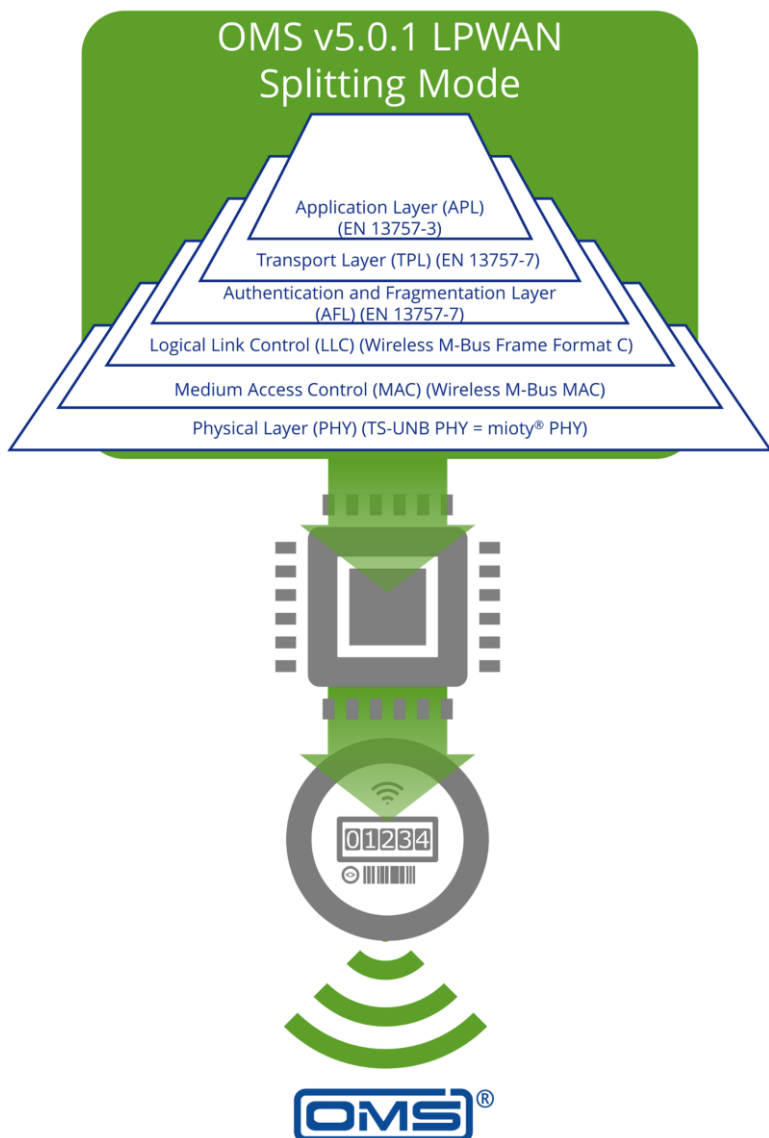 OMS v5.0.1 LPWAN
Splitting Mode
Application Layer (APL)
(EN 13757-3)
Transport Layer (TPL) (EN 13757-7)
Authentication and Fragmentation Layer
(AFL) (EN 13757-7)
Logical Link Control (LLC) (Wireless M-Bus Frame Format C)
Medium Access Control (MAC) (Wireless M-Bus MAC)
Physical Layer (PHY) (TS-UNB PHY = mioty® PHY)
01234
OMS®